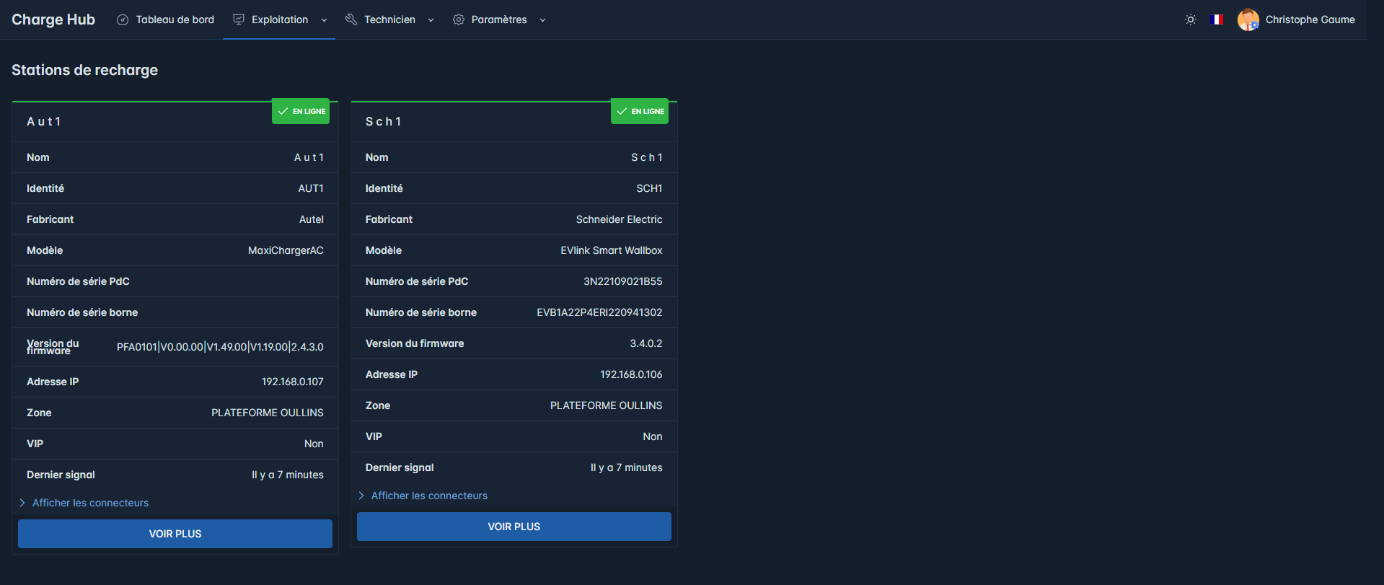 Charge Hub Tableau de bord Exploitation Technicien Paramètres Christophe Gaume
Stations de recharge
EN LIGNE
A u t 1
Nom A u t 1
Identité AUT1
Fabricant Autel
Modèle MaxiChargerAC
Numéro de série PdC
Numéro de série borne
Version du
firmware PFA0101|V0.00.00|V1.49.00|V1.19.00|2.4.3.0
Adresse IP 192.168.0.107
Zone PLATEFORME OULLINS
VIP Non
Dernier signal Il y a 7 minutes
Afficher les connecteurs
VOIR PLUS
EN LIGNE
S c h 1
Nom S c h 1
Identité SCH1
Fabricant Schneider Electric
Modèle EVlink Smart Wallbox
Numéro de série PdC 3N22109021B55
Numéro de série borne EVB1A22P4ERI220941302
Version du firmware 3.4.0.2
Adresse IP 192.168.0.106
Zone PLATEFORME OULLINS
VIP Non
Dernier signal Il y a 7 minutes
Afficher les connecteurs
VOIR PLUS